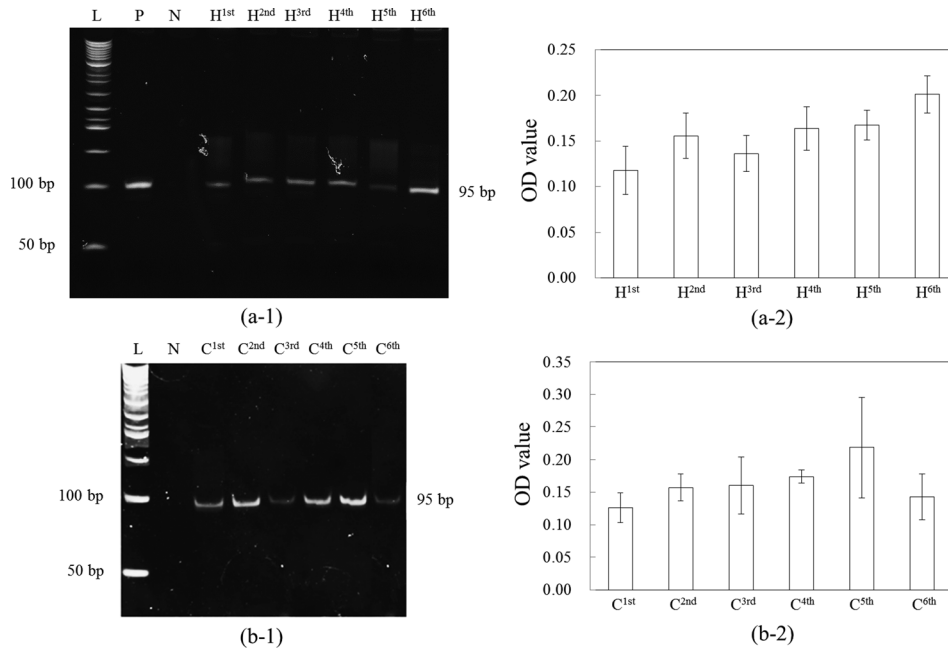 L P N H1st H2nd H3rd H4th H5th H6th
100 bp
95 bp
50 bp
(a-1)
0.25
0.20
0.15
0.10
0.05
0.00
OD value
H1st H2nd H3rd H4th H5th H6th
(a-2)
L N C1st C2nd C3rd C4th C5th C6th
100 bp
95 bp
50 bp
(b-1)
0.35
0.30
0.25
0.20
0.15
0.10
0.05
0.00
OD value
C1st C2nd C3rd C4th C5th C6th
(b-2)